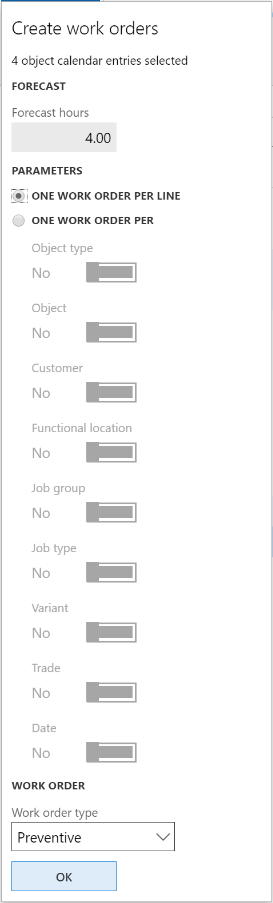 Create work orders
4 object calendar entries selected
FORECAST
Forecast hours
4.00
PARAMETERS
ONE WORK ORDER PER LINE
ONE WORK ORDER PER
Object type
No
Object
No
Customer
No
Functional location
No
Job group
No
Job type
No
Variant
No
Trade
No
Date
No
WORK ORDER
Work order type
Preventive
OK